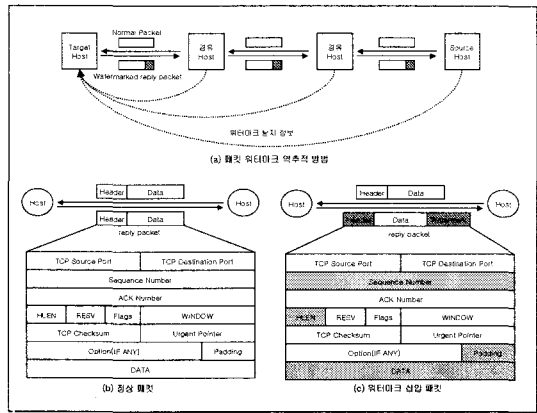 Normal Packet
Target Host
경유 Host
경유 Host
Source Host
Watermarked reply packet
워터마크 탐지 정보
(a) 패킷 워터마크 역추적 방법
Header Data
Host
Host
Header Data
reply packet
TCP Source Port TCP Destination Port
Sequence Number
ACK Number
HLEN RESV Flags WINDOW
TCP Checksum Urgent Pointer
Option(IF ANY) Padding
DATA
(b) 정상 패킷
Header Data
Host
Host
Header Data Watermark
reply packet
TCP Source Port TCP Destination Port
Sequence Number
ACK Number
HLEN RESV Flags WINDOW
TCP Checksum Urgent Pointer
Option(IF ANY) Padding
DATA
(c) 워터마크 삽입 패킷